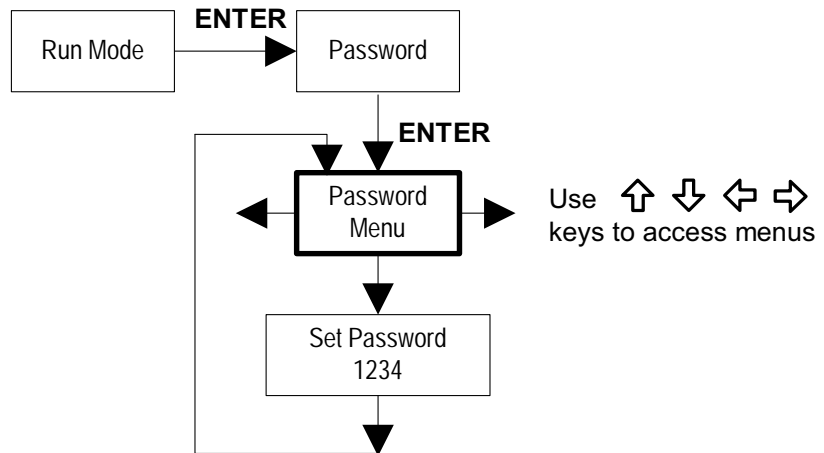 ENTER
Run Mode
Password
ENTER
Password
Menu
Use
keys to access menus
Set Password
1234